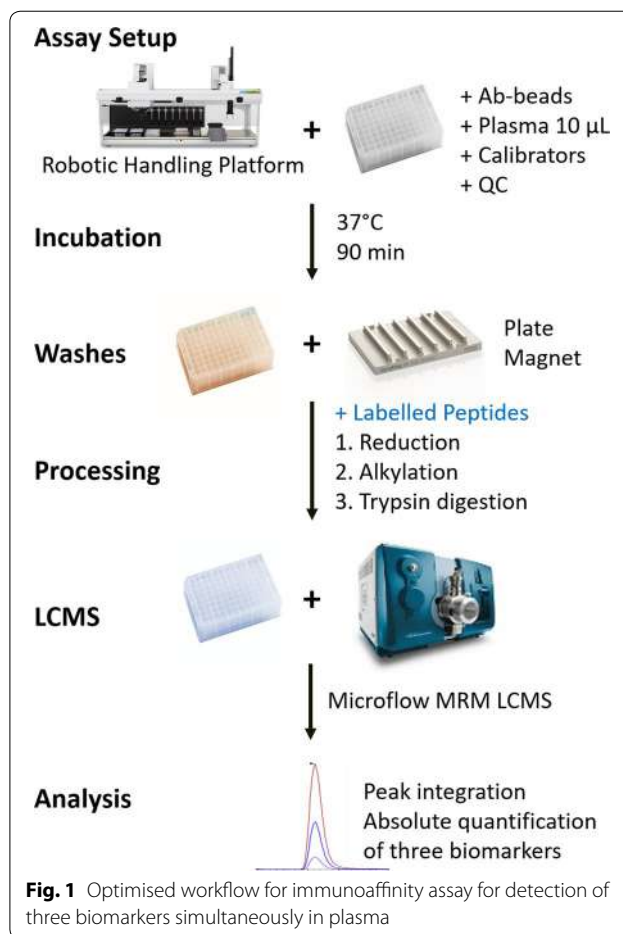 Assay Setup
+
+ Ab-beads
+ Plasma 10 µL
+ Calibrators
+ QC
Robotic Handling Platform
Incubation
37°C
90 min
Washes
+
Plate
Magnet
+ Labelled Peptides
1. Reduction
2. Alkylation
3. Trypsin digestion
Processing
LCMS
+
Microflow MRM LCMS
Analysis
Peak integration
Absolute quantification
of three biomarkers
Fig. 1 Optimised workflow for immunoaffinity assay for detection of
three biomarkers simultaneously in plasma